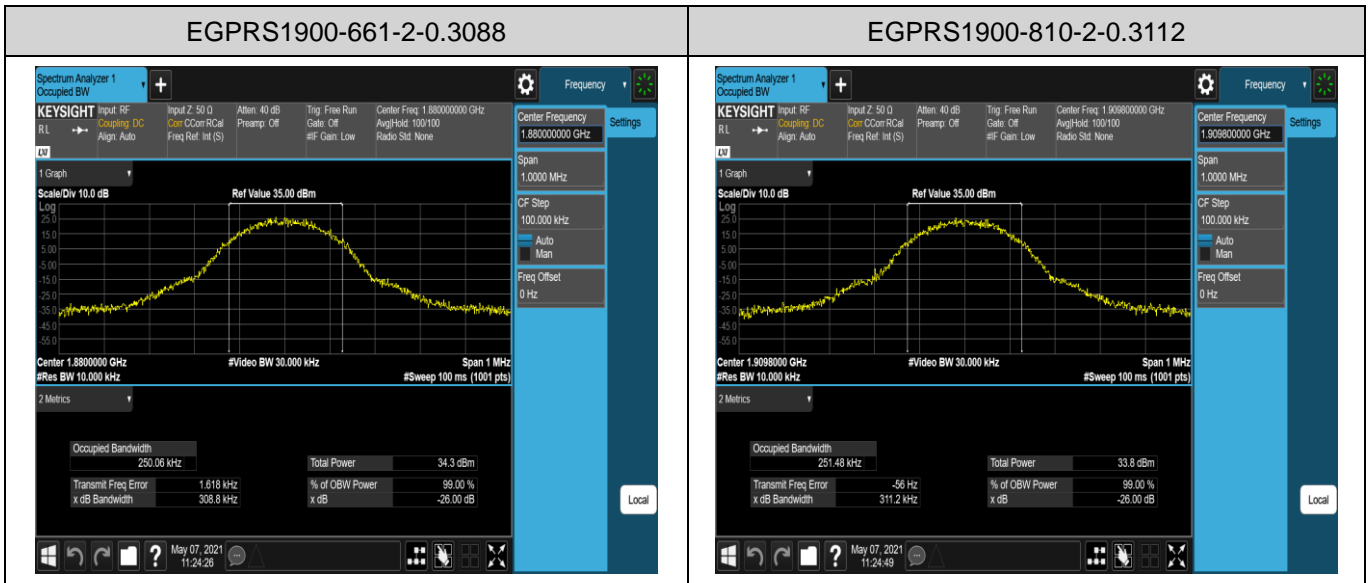 EGPRS1900-661-2-0.3088
Spectrum Analyzer 1
Occupied BW
+
Frequency
KEYSIGHT Input: RF Input Z: 50 Ω Atten: 40 dB Trig: Free Run Center Freq: 1.880000000 GHz
RL Coupling: DC Corr CCorr RCal Preamp: Off Gate: Off Avg|Hold: 100/100
Align: Auto Freq Ref: Int (S) #IF Gain: Low Radio Std: None
LXI
Center Frequency
1.880000000 GHz
Settings
Span
1.0000 MHz
CF Step
100.000 kHz
Auto
Man
Freq Offset
0 Hz
1 Graph
Scale/Div 10.0 dB Ref Value 35.00 dBm
Log
25.0
15.0
5.00
-5.00
-15.0
-25.0
-35.0
-45.0
-55.0
Center 1.8800000 GHz #Video BW 30.000 kHz Span 1 MHz
#Res BW 10.000 kHz #Sweep 100 ms (1001 pts)
2 Metrics
Occupied Bandwidth
250.06 kHz Total Power 34.3 dBm
Transmit Freq Error 1.618 kHz % of OBW Power 99.00 %
x dB Bandwidth 308.8 kHz x dB -26.00 dB
Local
? May 07, 2021
11:24:26
EGPRS1900-810-2-0.3112
Spectrum Analyzer 1
Occupied BW
+
Frequency
KEYSIGHT Input: RF Input Z: 50 Ω Atten: 40 dB Trig: Free Run Center Freq: 1.909800000 GHz
RL Coupling: DC Corr CCorr RCal Preamp: Off Gate: Off Avg|Hold: 100/100
Align: Auto Freq Ref: Int (S) #IF Gain: Low Radio Std: None
LXI
Center Frequency
1.909800000 GHz
Settings
Span
1.0000 MHz
CF Step
100.000 kHz
Auto
Man
Freq Offset
0 Hz
1 Graph
Scale/Div 10.0 dB Ref Value 35.00 dBm
Log
25.0
15.0
5.00
-5.00
-15.0
-25.0
-35.0
-45.0
-55.0
Center 1.9098000 GHz #Video BW 30.000 kHz Span 1 MHz
#Res BW 10.000 kHz #Sweep 100 ms (1001 pts)
2 Metrics
Occupied Bandwidth
251.48 kHz Total Power 33.8 dBm
Transmit Freq Error -56 Hz % of OBW Power 99.00 %
x dB Bandwidth 311.2 kHz x dB -26.00 dB
Local
? May 07, 2021
11:24:49